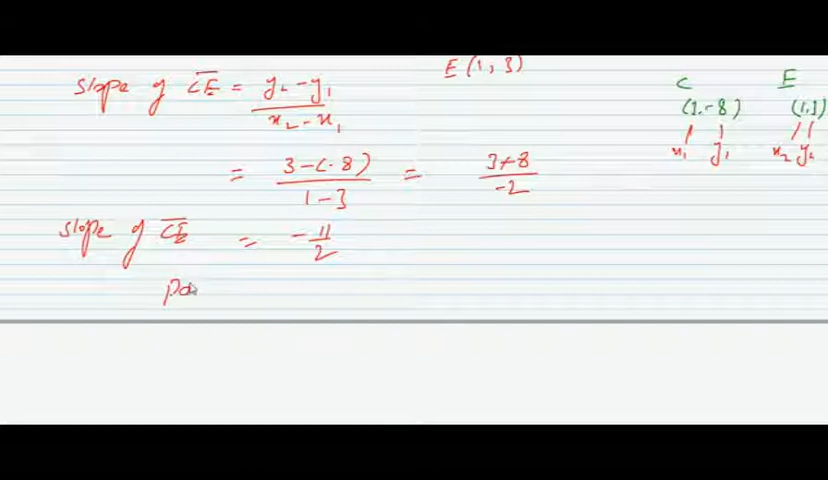 Slope of CE = y₂ - y₁ / x₂ - x₁
E (1, 3)
C
E
(3, -8)
(1, 3)
x₁ y₁
x₂ y₂
= 3 - (-8) / 1 - 3 = 3 + 8 / -2
Slope of CE = - 11 / 2
Pa